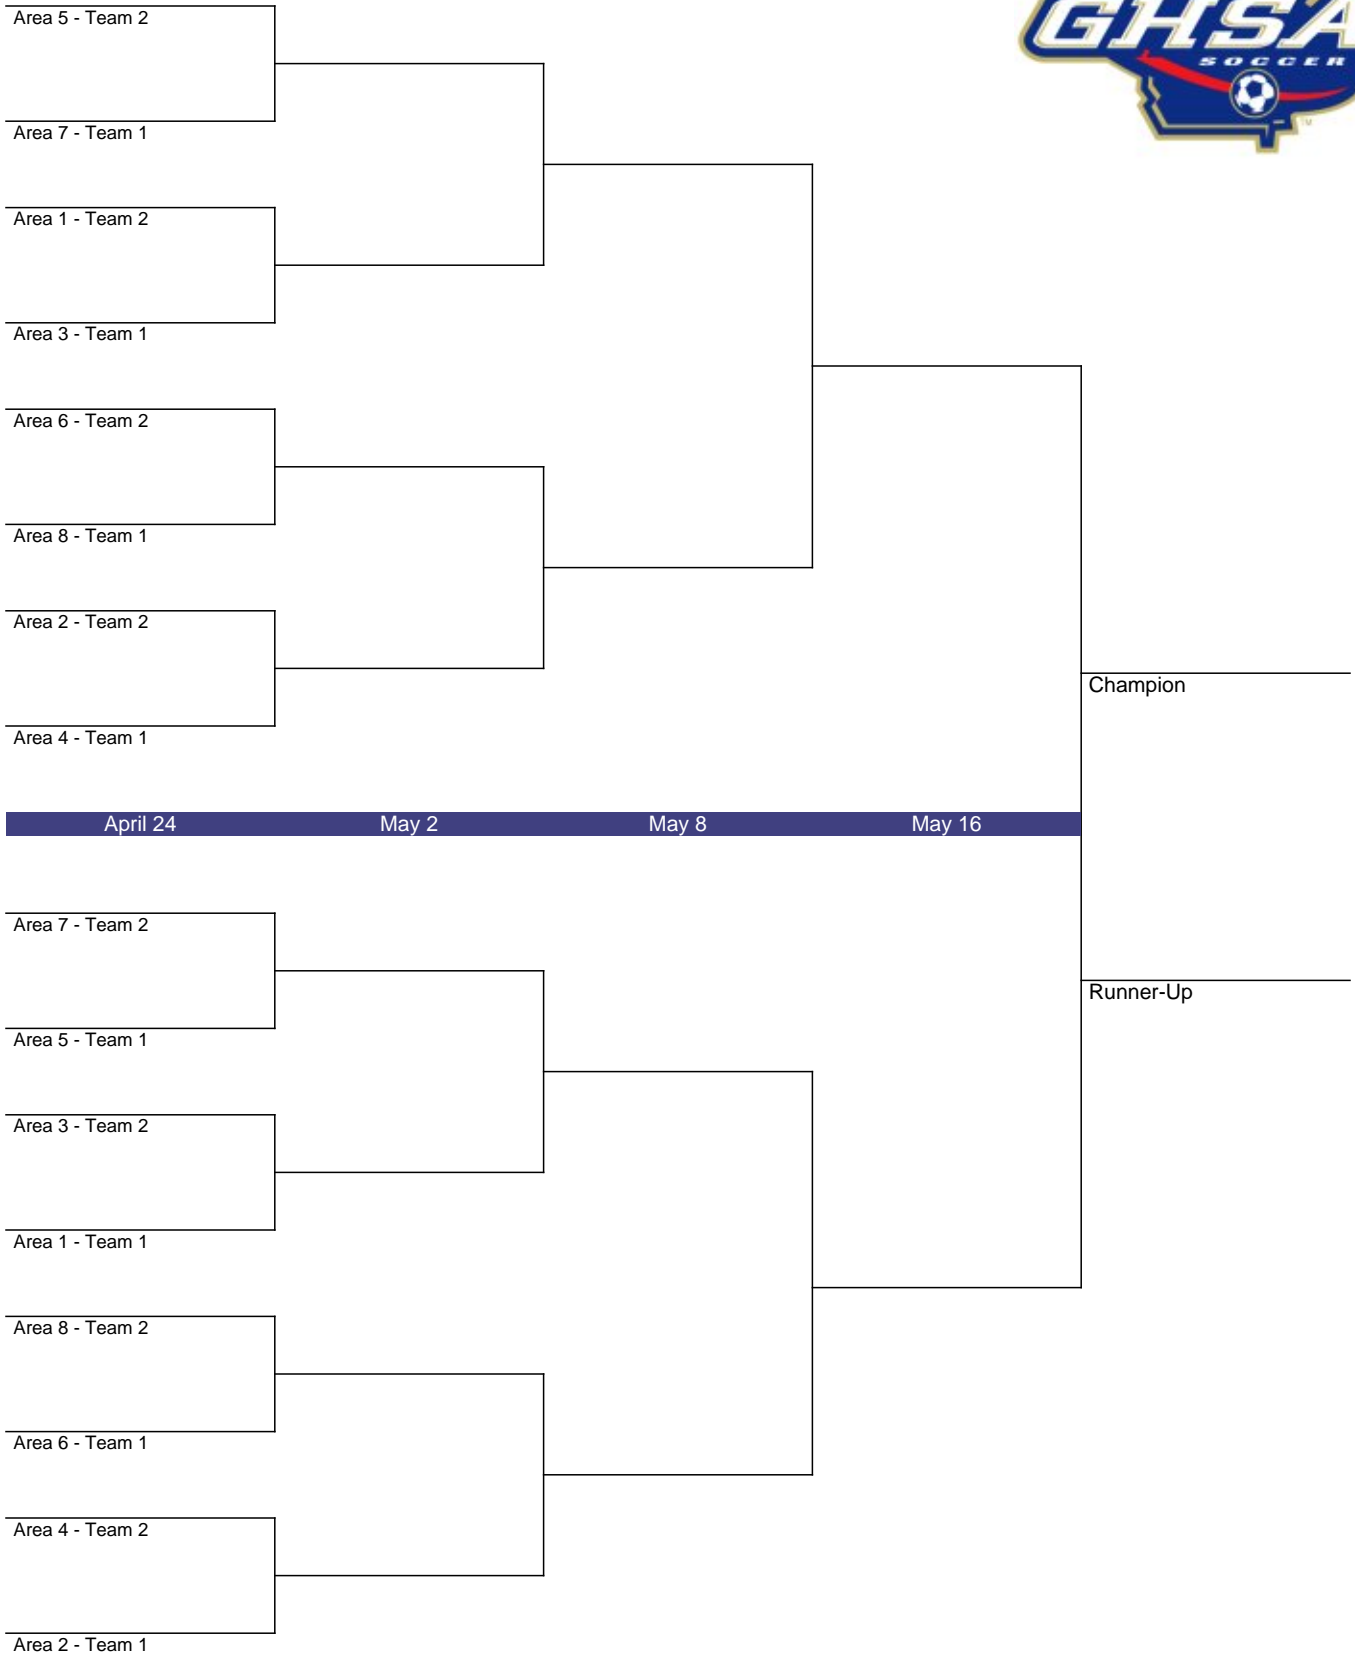 GHSA
SOCCER
TM
Area 5 - Team 2
Area 7 - Team 1
Area 1 - Team 2
Area 3 - Team 1
Area 6 - Team 2
Area 8 - Team 1
Area 2 - Team 2
Area 4 - Team 1
Champion
April 24 May 2 May 8 May 16
Area 7 - Team 2
Area 5 - Team 1
Runner-Up
Area 3 - Team 2
Area 1 - Team 1
Area 8 - Team 2
Area 6 - Team 1
Area 4 - Team 2
Area 2 - Team 1